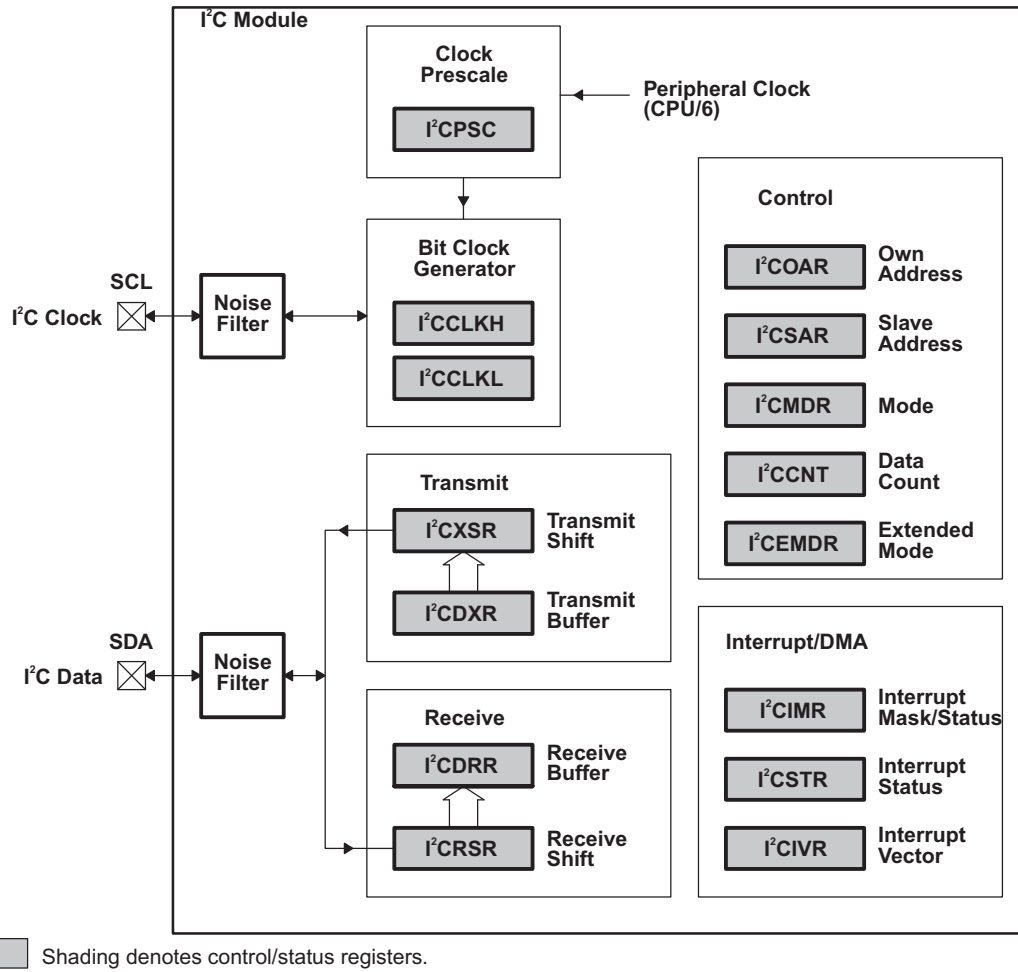 I²C Module
Clock
Prescale
I²CPSC
Peripheral Clock
(CPU/6)
Bit Clock
Generator
I²CCLKH
I²CCLKL
SCL
I²C Clock
Noise
Filter
Control
I²COAR
Own
Address
I²CSAR
Slave
Address
I²CMDR
Mode
I²CCNT
Data
Count
I²CEMDR
Extended
Mode
Transmit
I²CXSR
Transmit
Shift
I²CDXR
Transmit
Buffer
SDA
I²C Data
Noise
Filter
Receive
I²CDRR
Receive
Buffer
I²CRSR
Receive
Shift
Interrupt/DMA
I²CIMR
Interrupt
Mask/Status
I²CSTR
Interrupt
Status
I²CIVR
Interrupt
Vector
Shading denotes control/status registers.